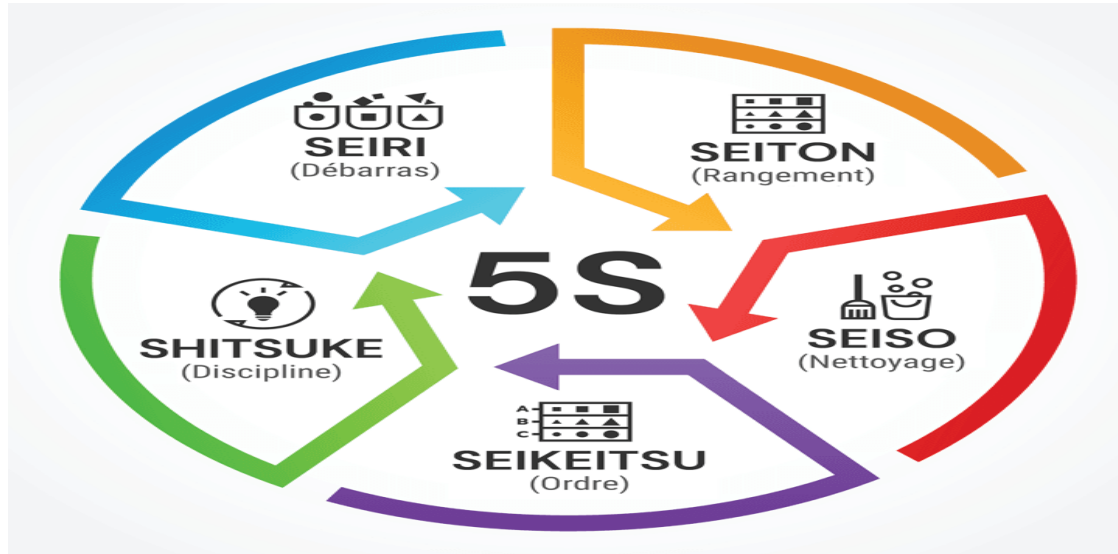 SEIRI
(Débarras)
SEITON
(Rangement)
5S
SEISO
(Nettoyage)
SHITSUKE
(Discipline)
A
B
C
SEIKEITSU
(Ordre)